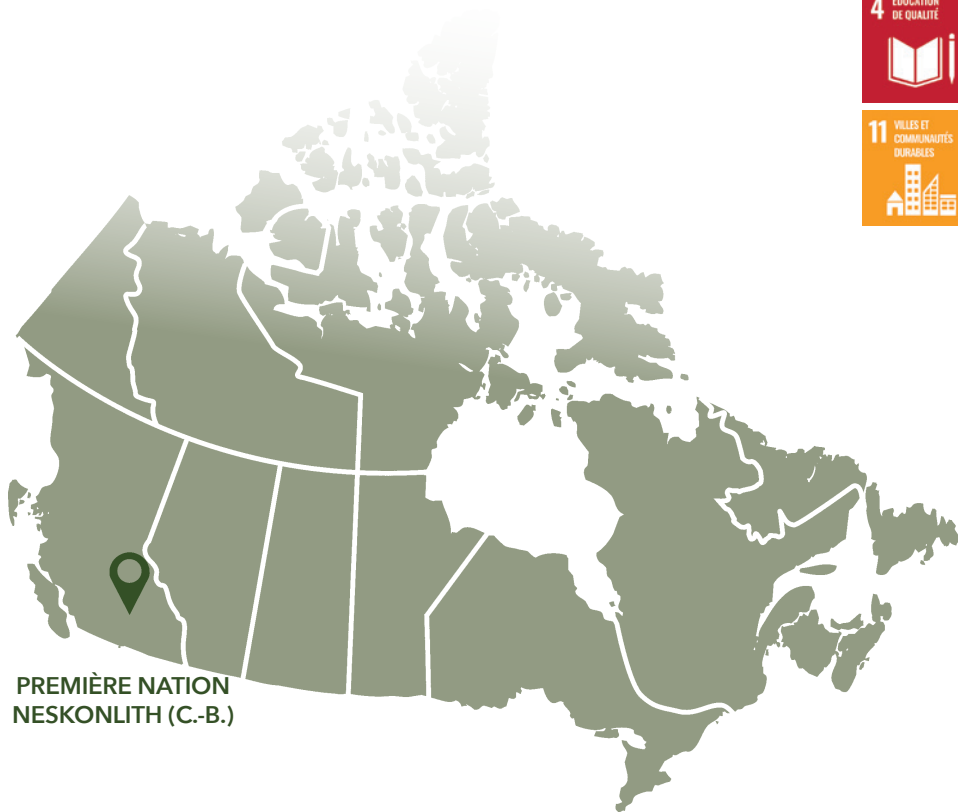 4 ÉDUCATION
DE QUALITÉ
11 VILLES ET
COMMUNAUTÉS
DURABLES
PREMIÈRE NATION
NESKONLITH (C.-B.)